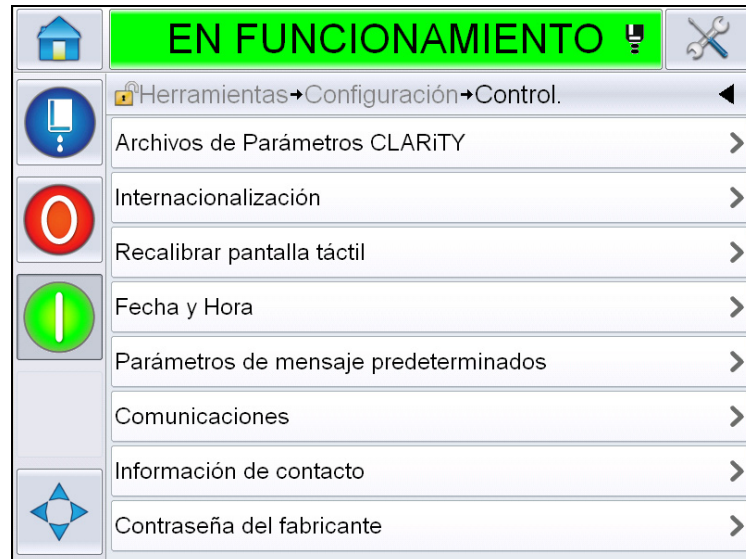 EN FUNCIONAMIENTO
Herramientas→Configuración→Control.
Archivos de Parámetros CLARiTY
Internacionalización
Recalibrar pantalla táctil
Fecha y Hora
Parámetros de mensaje predeterminados
Comunicaciones
Información de contacto
Contraseña del fabricante